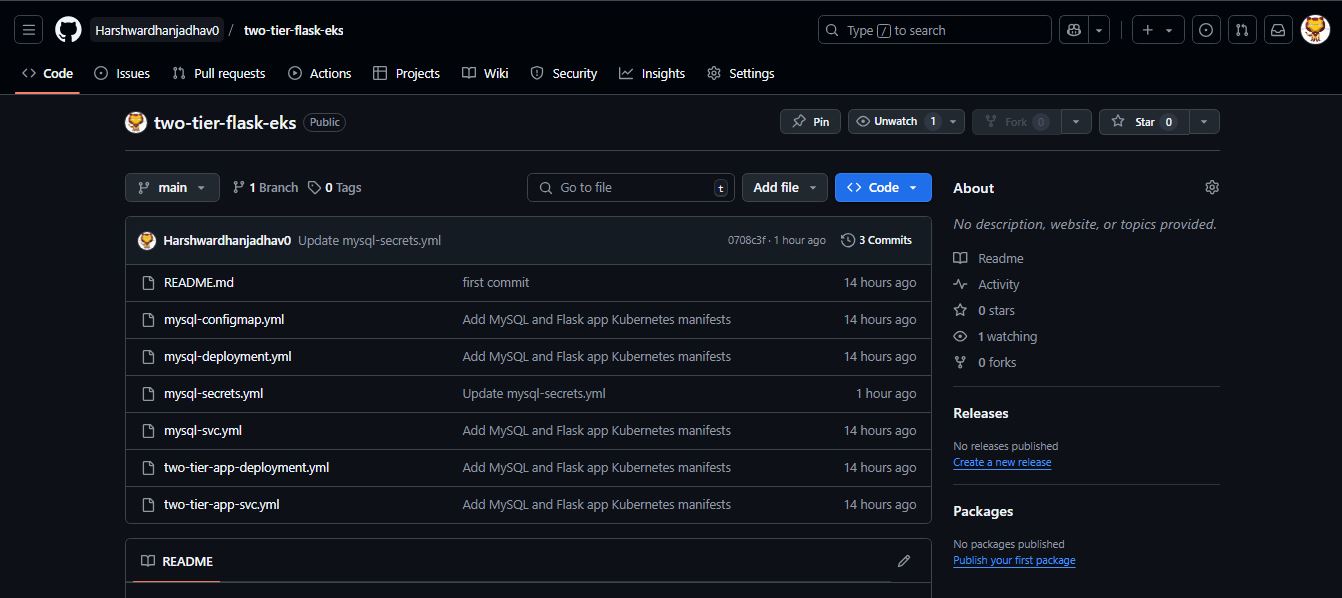 Harshwardhanjadhav0 / two-tier-flask-eks
Type / to search
Code Issues Pull requests Actions Projects Wiki Security Insights Settings
two-tier-flask-eks Public
Pin Unwatch 1 Fork 0 Star 0
main 1 Branch 0 Tags
Go to file t Add file Code
Harshwardhanjadhav0 Update mysql-secrets.yml 0708c3f · 1 hour ago 3 Commits
README.md first commit 14 hours ago
mysql-configmap.yml Add MySQL and Flask app Kubernetes manifests 14 hours ago
mysql-deployment.yml Add MySQL and Flask app Kubernetes manifests 14 hours ago
mysql-secrets.yml Update mysql-secrets.yml 1 hour ago
mysql-svc.yml Add MySQL and Flask app Kubernetes manifests 14 hours ago
two-tier-app-deployment.yml Add MySQL and Flask app Kubernetes manifests 14 hours ago
two-tier-app-svc.yml Add MySQL and Flask app Kubernetes manifests 14 hours ago
README
About
No description, website, or topics provided.
Readme
Activity
0 stars
1 watching
0 forks
Releases
No releases published
Create a new release
Packages
No packages published
Publish your first package